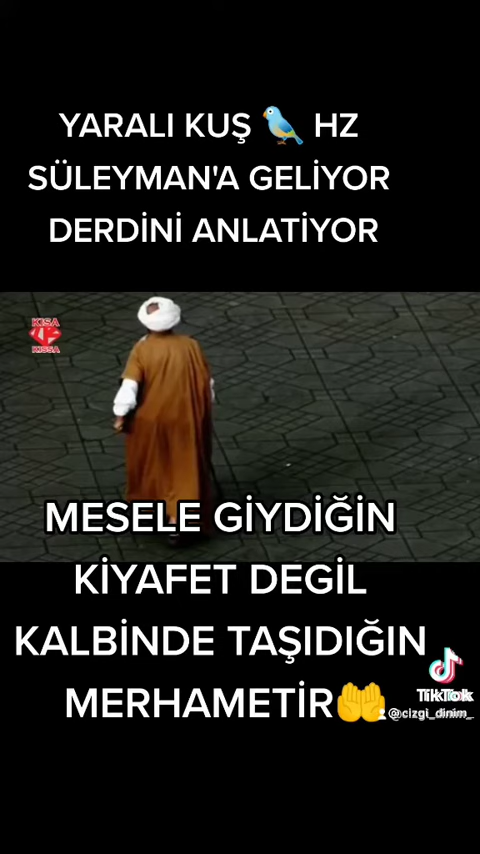 YARALI KUŞ 🐦 HZ
SÜLEYMAN'A GELİYOR
DERDİNİ ANLATİYOR
KISA
KISSA
MESELE GİYDİĞİN
KİYAFET DEGİL
KALBİNDE TAŞIDIĞIN
MERHAMETİR🤲
TikTok
@cizgi_dinim_